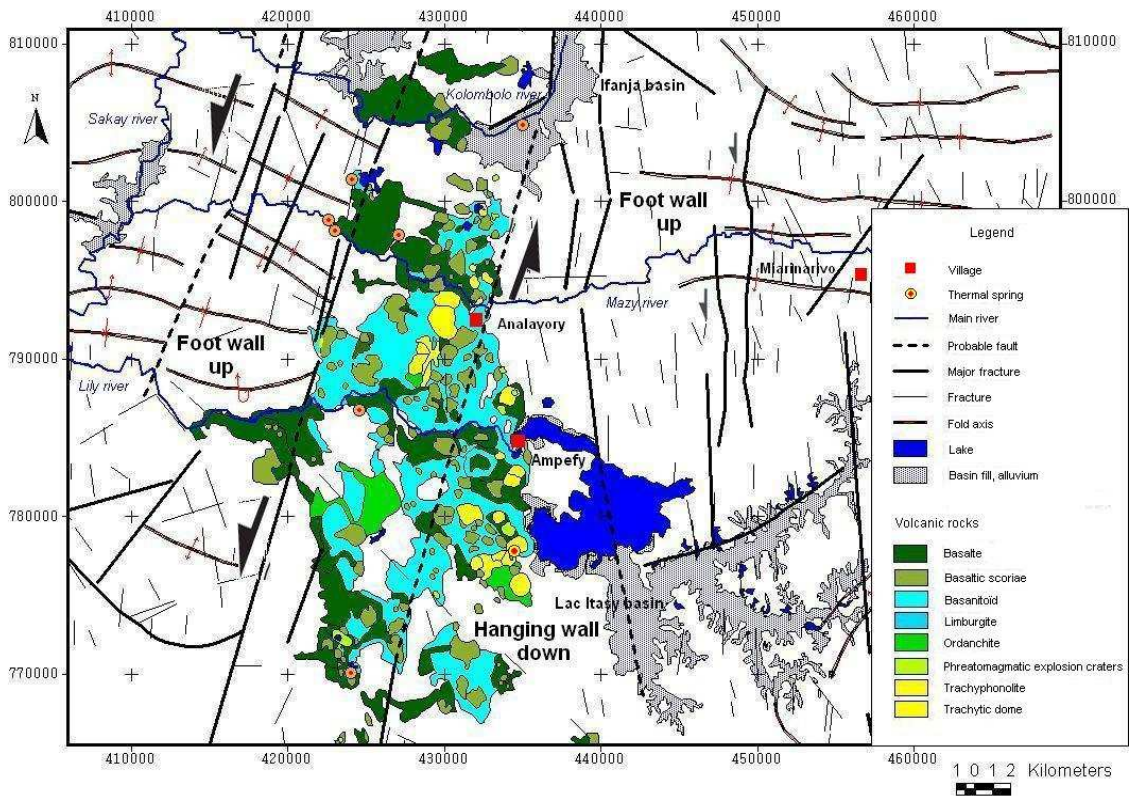 410000 420000 430000 440000 450000 460000
810000 810000
Ifanja basin
Kolombolo river
N
Sakay river
800000 800000
Foot wall
up
Legend
Village
Thermal spring
Main river
Probable fault
Major fracture
Fracture
Fold axis
Lake
Basin fill, alluvium
Volcanic rocks
Basalte
Basaltic scoriae
Basanitoïd
Limburgite
Ordanchite
Phreatomagmatic explosion craters
Trachyphonolite
Trachytic dome
Miarinarivo
Mazy river
Analavory
790000
Foot wall
up
Lily river
Ampefy
780000
Lac Itasy basin
Hanging wall
down
770000
410000 420000 430000 440000 450000 460000
1 0 1 2 Kilometers